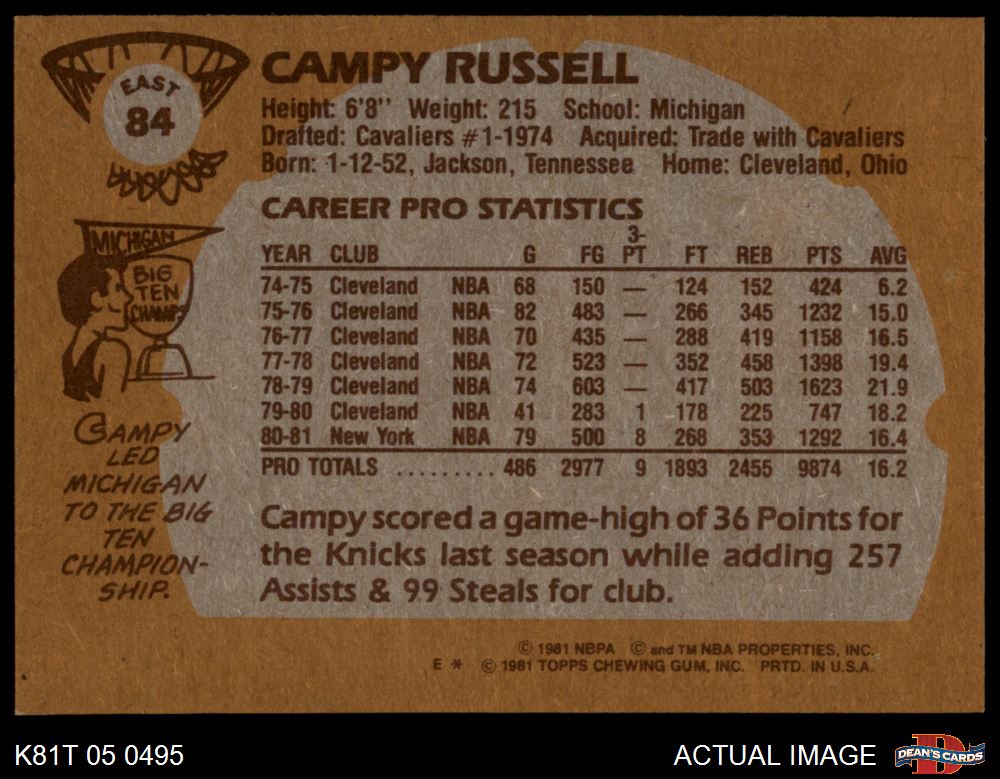 EAST
84
CAMPY RUSSELL
Height: 6'8'' Weight: 215 School: Michigan
Drafted: Cavaliers #1-1974 Acquired: Trade with Cavaliers
Born: 1-12-52, Jackson, Tennessee Home: Cleveland, Ohio
CAREER PRO STATISTICS
YEAR CLUB G FG 3-PT FT REB PTS AVG
74-75 Cleveland NBA 68 150 — 124 152 424 6.2
75-76 Cleveland NBA 82 483 — 266 345 1232 15.0
76-77 Cleveland NBA 70 435 — 288 419 1158 16.5
77-78 Cleveland NBA 72 523 — 352 458 1398 19.4
78-79 Cleveland NBA 74 603 — 417 503 1623 21.9
79-80 Cleveland NBA 41 283 1 178 225 747 18.2
80-81 New York NBA 79 500 8 268 353 1292 16.4
PRO TOTALS ......... 486 2977 9 1893 2455 9874 16.2
Campy scored a game-high of 36 Points for
the Knicks last season while adding 257
Assists & 99 Steals for club.
MICHIGAN
BIG
TEN
CHAMPS
CAMPY
LED
MICHIGAN
TO THE BIG
TEN
CHAMPION-
SHIP.
© 1981 NBPA © and TM NBA PROPERTIES, INC.
E * © 1981 TOPPS CHEWING GUM, INC. PRTD. IN U.S.A.
K81T 05 0495
ACTUAL IMAGE
D
DEAN'S CARDS